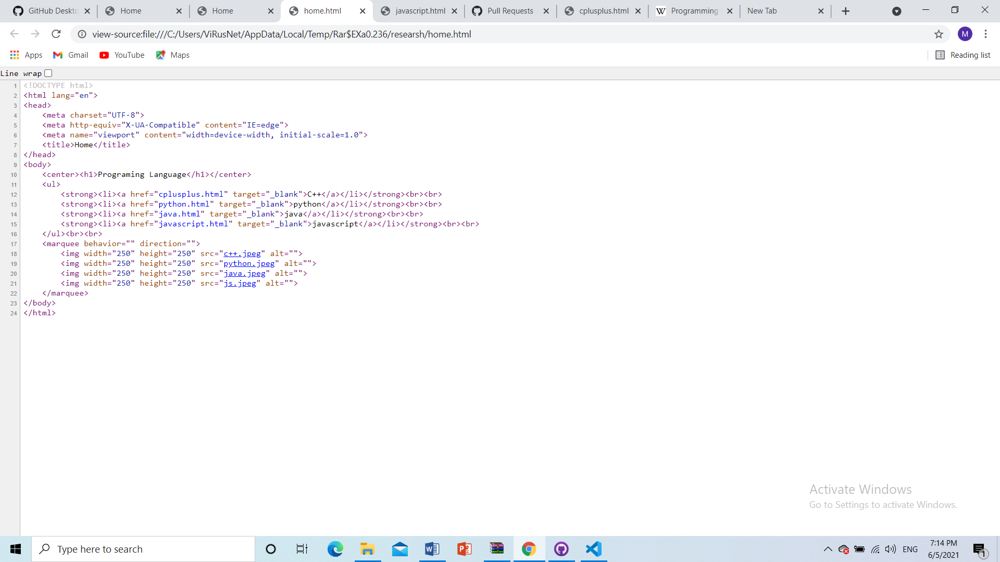 GitHub Deskto
Home
Home
home.html
javascript.html
Pull Requests
cplusplus.html
W Programming
New Tab
view-source:file:///C:/Users/ViRusNet/AppData/Local/Temp/Rar$EXa0.236/researsh/home.html
M
Apps
Gmail
YouTube
Maps
Reading list
Line wrap
1 <!DOCTYPE html>
2 <html lang="en">
3 <head>
4 <meta charset="UTF-8">
5 <meta http-equiv="X-UA-Compatible" content="IE=edge">
6 <meta name="viewport" content="width=device-width, initial-scale=1.0">
7 <title>Home</title>
8 </head>
9 <body>
10 <center><h1>Programing Language</h1></center>
11 <ul>
12 <strong><li><a href="cplusplus.html" target="_blank">C++</a></li></strong><br><br>
13 <strong><li><a href="python.html" target="_blank">python</a></li></strong><br><br>
14 <strong><li><a href="java.html" target="_blank">java</a></li></strong><br><br>
15 <strong><li><a href="javascript.html" target="_blank">javascript</a></li></strong><br><br>
16 </ul><br><br>
17 <marquee behavior="" direction="">
18 <img width="250" height="250" src="c++.jpeg" alt="">
19 <img width="250" height="250" src="python.jpeg" alt="">
20 <img width="250" height="250" src="java.jpeg" alt="">
21 <img width="250" height="250" src="js.jpeg" alt="">
22 </marquee>
23 </body>
24 </html>
Activate Windows
Go to Settings to activate Windows.
Type here to search
ENG
7:14 PM
6/5/2021
1